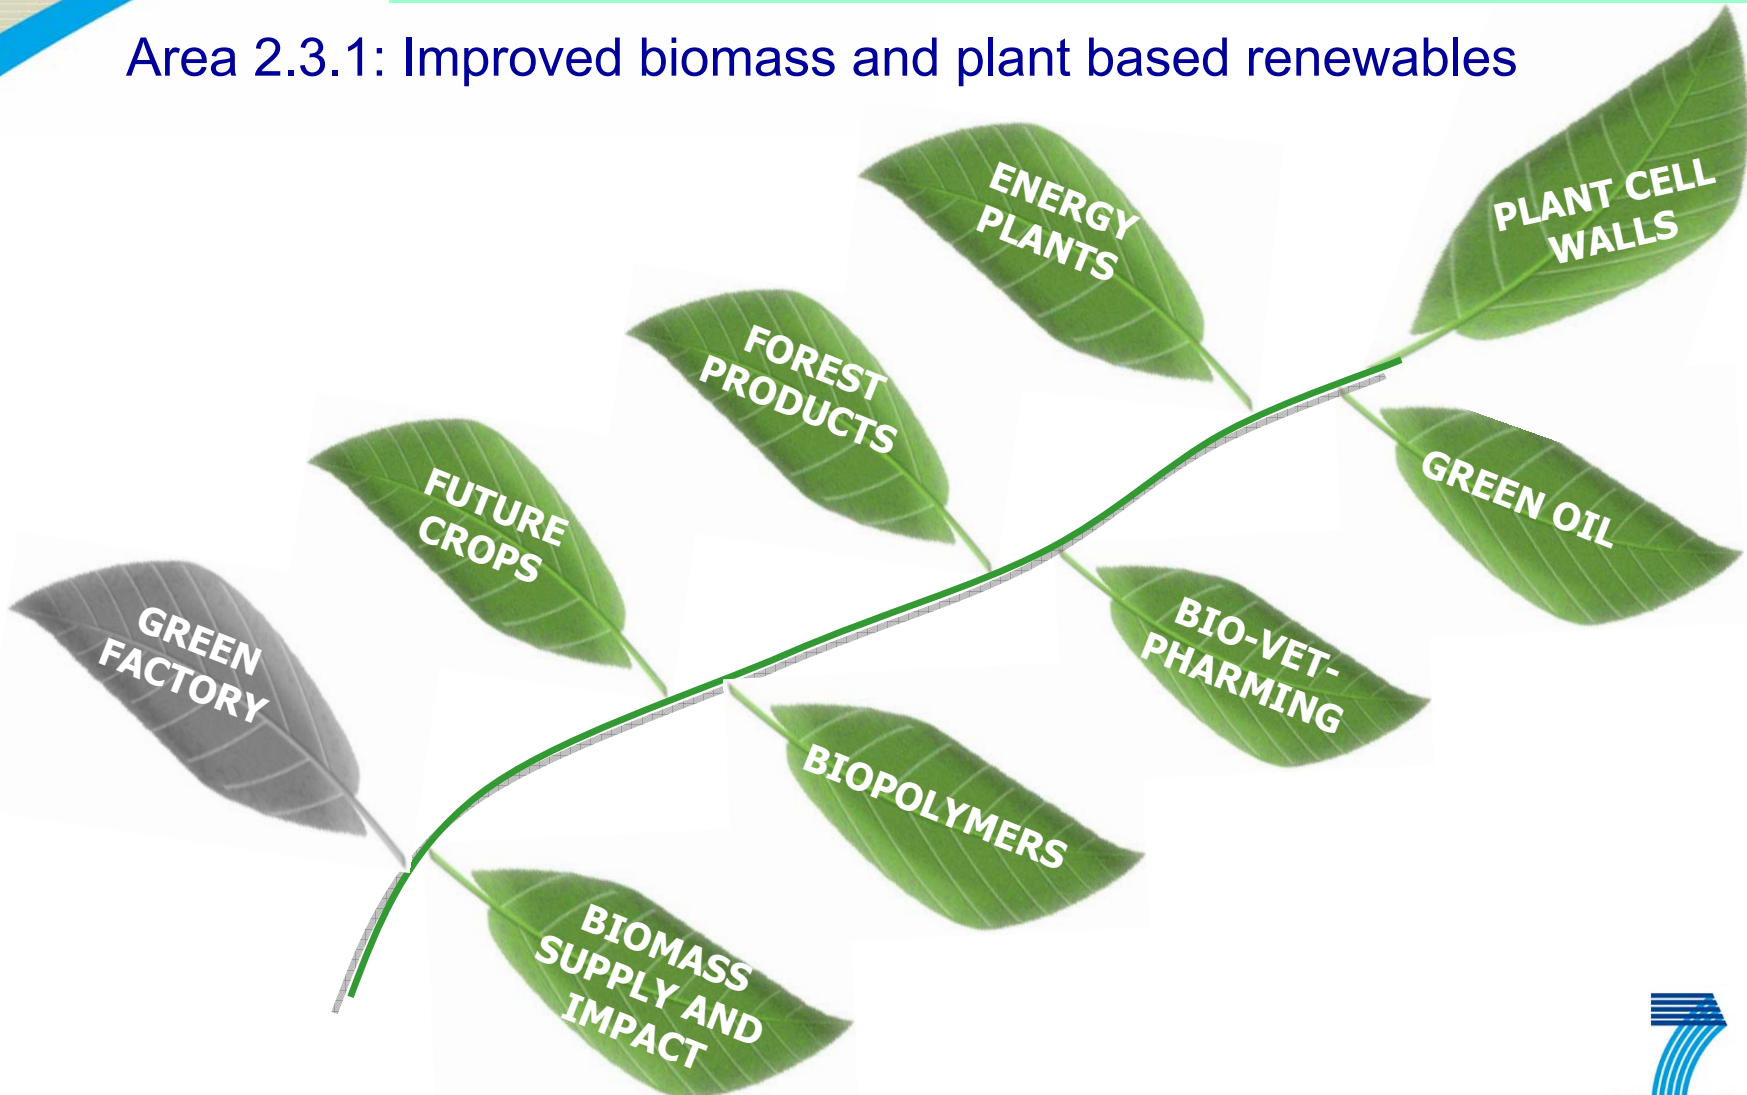 Area 2.3.1: Improved biomass and plant based renewables
ENERGY
PLANTS
PLANT CELL
WALLS
FOREST
PRODUCTS
FUTURE
CROPS
GREEN OIL
GREEN
FACTORY
BIO-VET-
PHARMING
BIOPOLYMERS
BIOMASS
SUPPLY AND
IMPACT
7